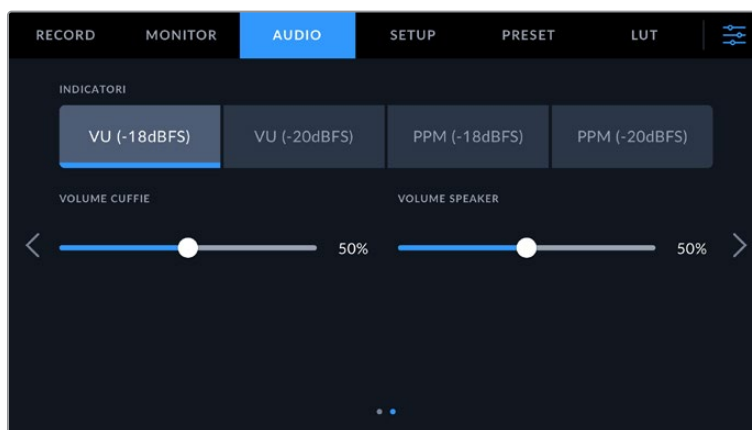 RECORD MONITOR AUDIO SETUP PRESET LUT
INDICATORI
VU (-18dBFS) VU (-20dBFS) PPM (-18dBFS) PPM (-20dBFS)
VOLUME CUFFIE VOLUME SPEAKER
50% 50%